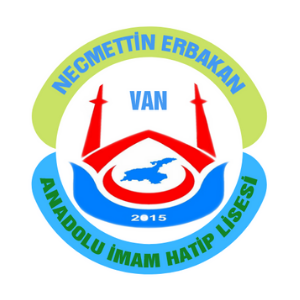 NECMETTİN ERBAKAN
VAN
2015
ANADOLU İMAM HATİP LİSESİ